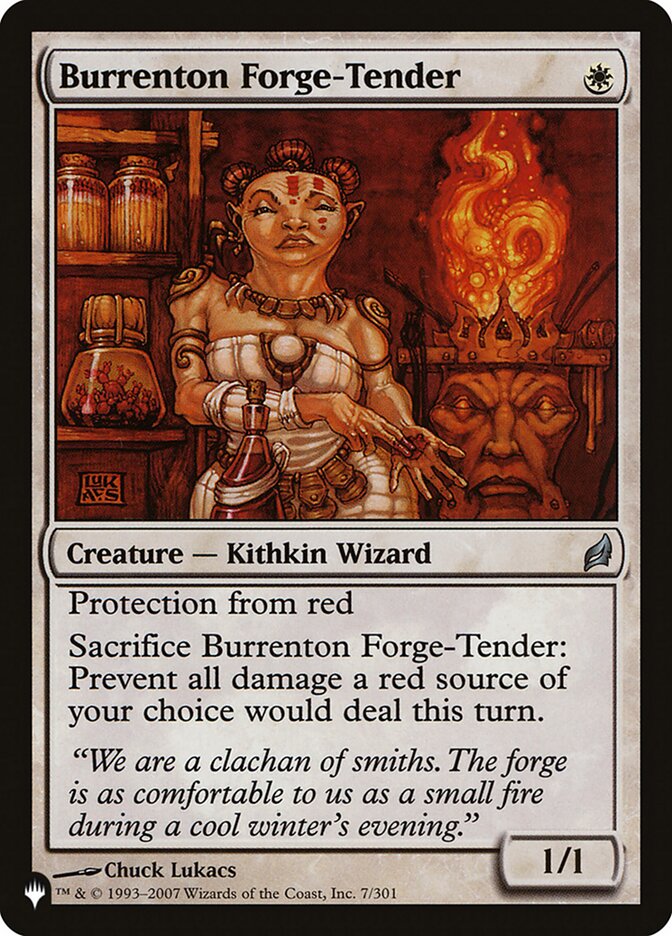 Burrenton Forge-Tender
LUK
ACS
Creature — Kithkin Wizard
Protection from red
Sacrifice Burrenton Forge-Tender:
Prevent all damage a red source of
your choice would deal this turn.
“We are a clachan of smiths. The forge
is as comfortable to us as a small fire
during a cool winter’s evening.”
1/1
Chuck Lukacs
™ & © 1993–2007 Wizards of the Coast, Inc. 7/301